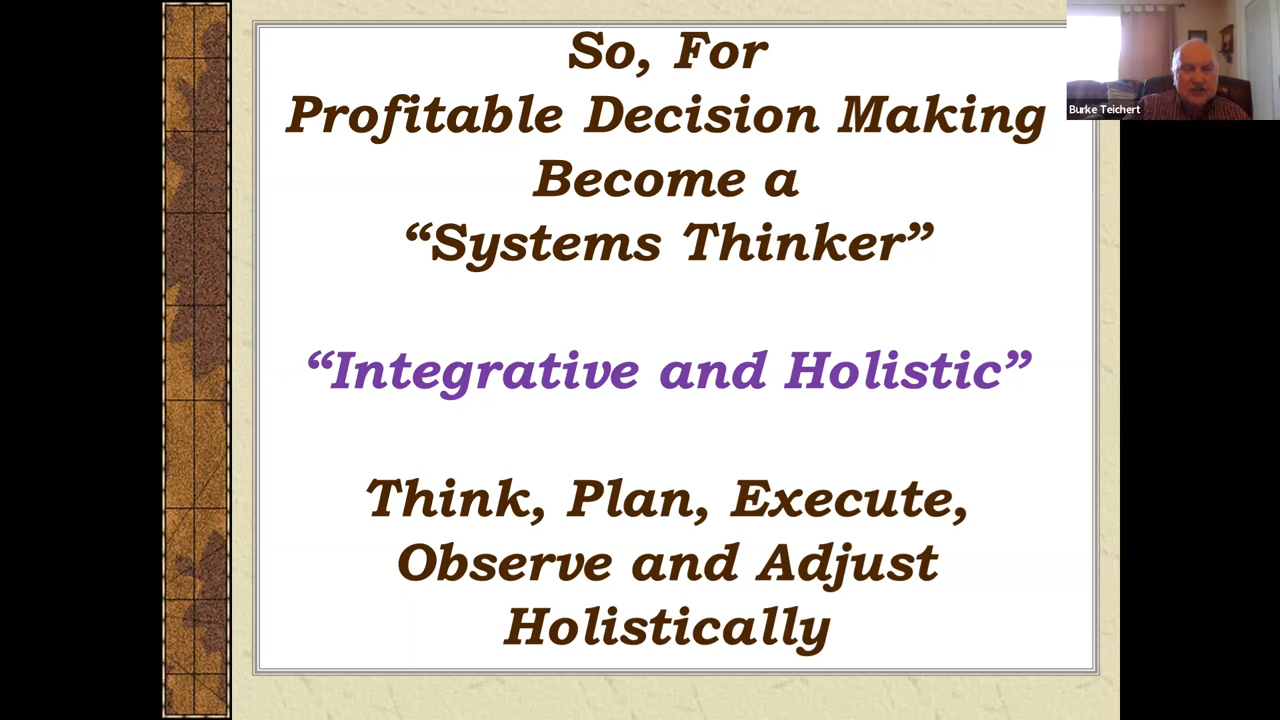 So, For
Profitable Decision Making
Become a
“Systems Thinker”
“Integrative and Holistic”
Think, Plan, Execute,
Observe and Adjust
Holistically
Burke Teichert